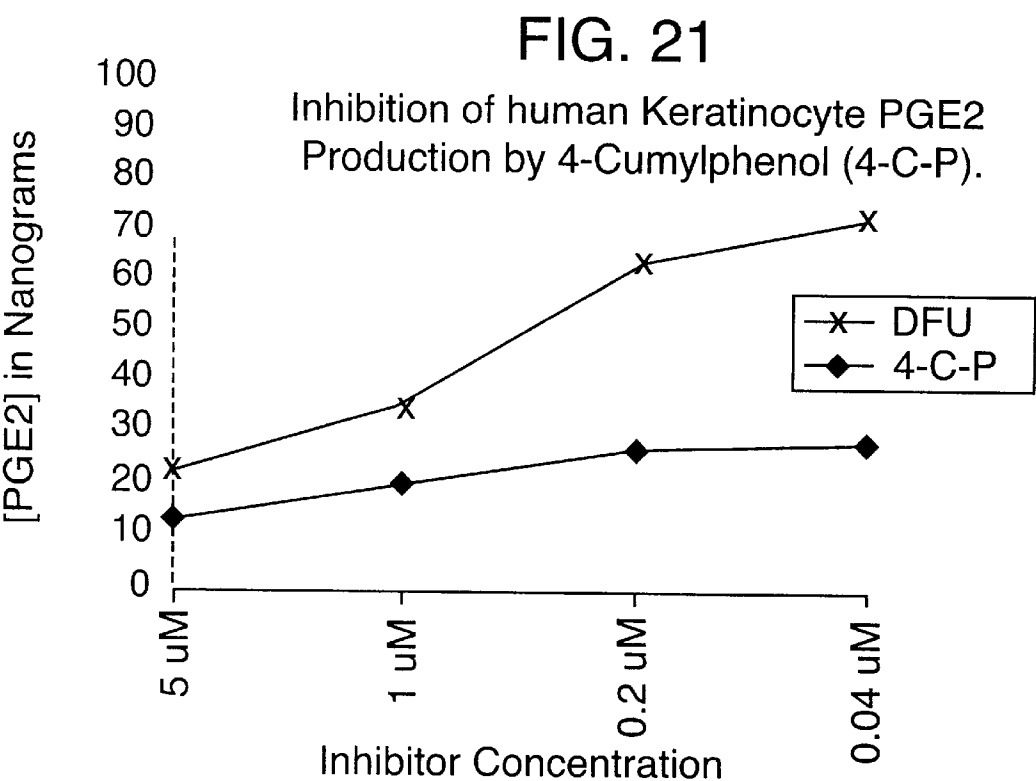 FIG. 21
Inhibition of human Keratinocyte PGE2
Production by 4-Cumylphenol (4-C-P).
[PGE2] in Nanograms
100
90
80
70
60
50
40
30
20
10
0
DFU
4-C-P
5 uM
1 uM
0.2 uM
0.04 uM
Inhibitor Concentration